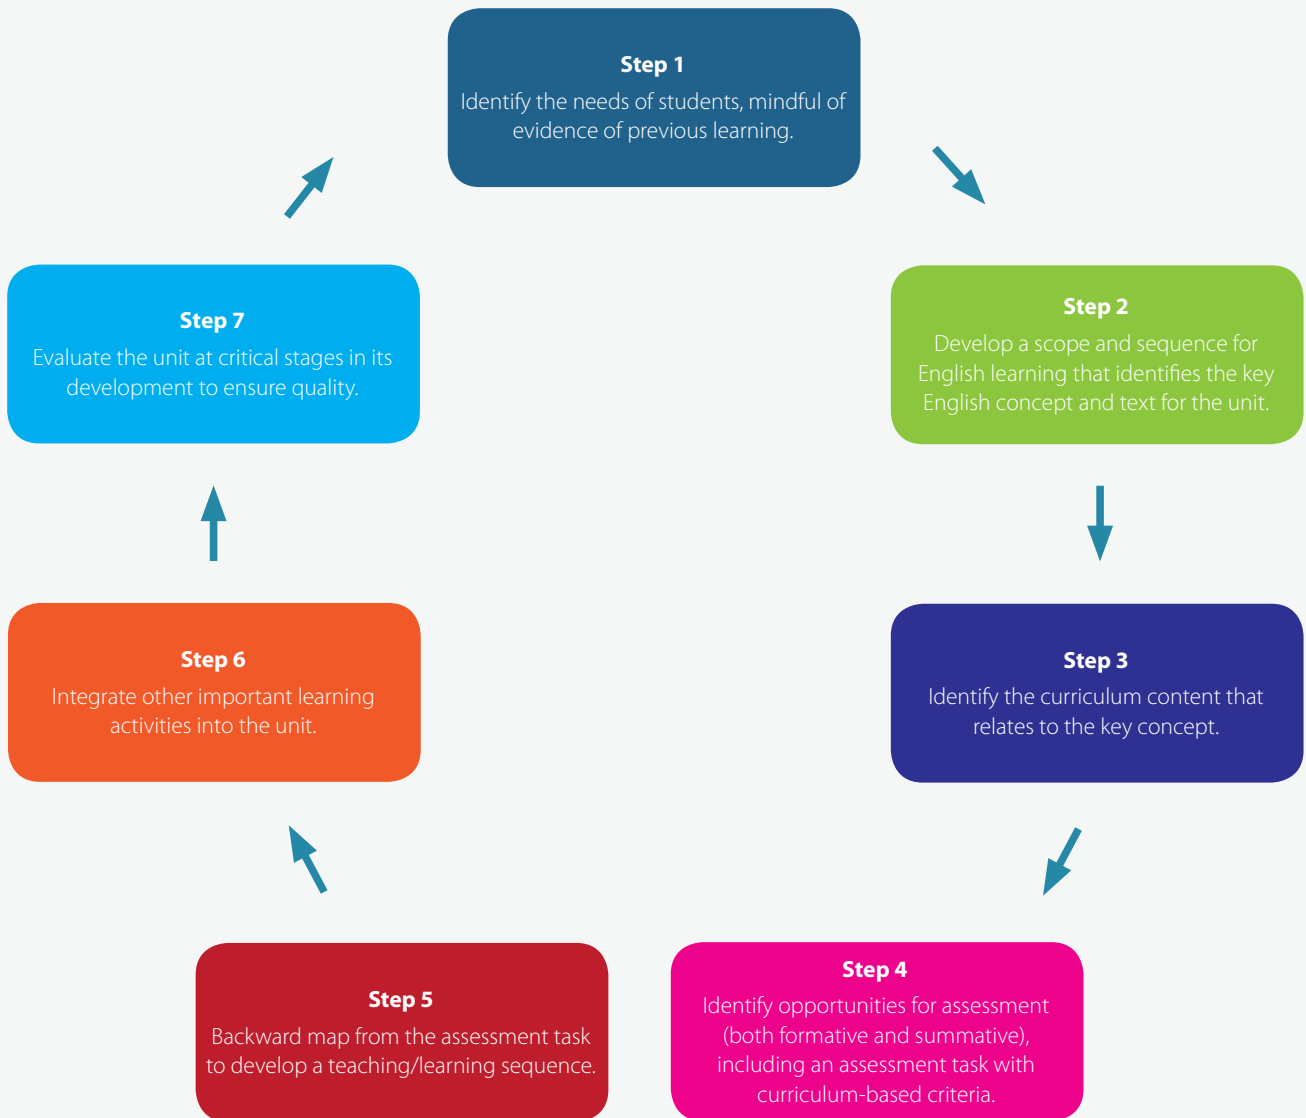 Step 1
Identify the needs of students, mindful of
evidence of previous learning.
Step 2
Develop a scope and sequence for
English learning that identifies the key
English concept and text for the unit.
Step 3
Identify the curriculum content that
relates to the key concept.
Step 4
Identify opportunities for assessment
(both formative and summative),
including an assessment task with
curriculum-based criteria.
Step 5
Backward map from the assessment task
to develop a teaching/learning sequence.
Step 6
Integrate other important learning
activities into the unit.
Step 7
Evaluate the unit at critical stages in its
development to ensure quality.